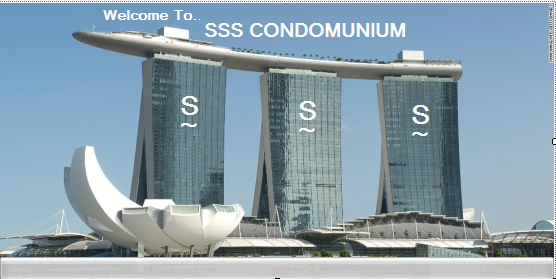 Welcome To..
SSS CONDOMUNIUM
S S S
~ ~ ~